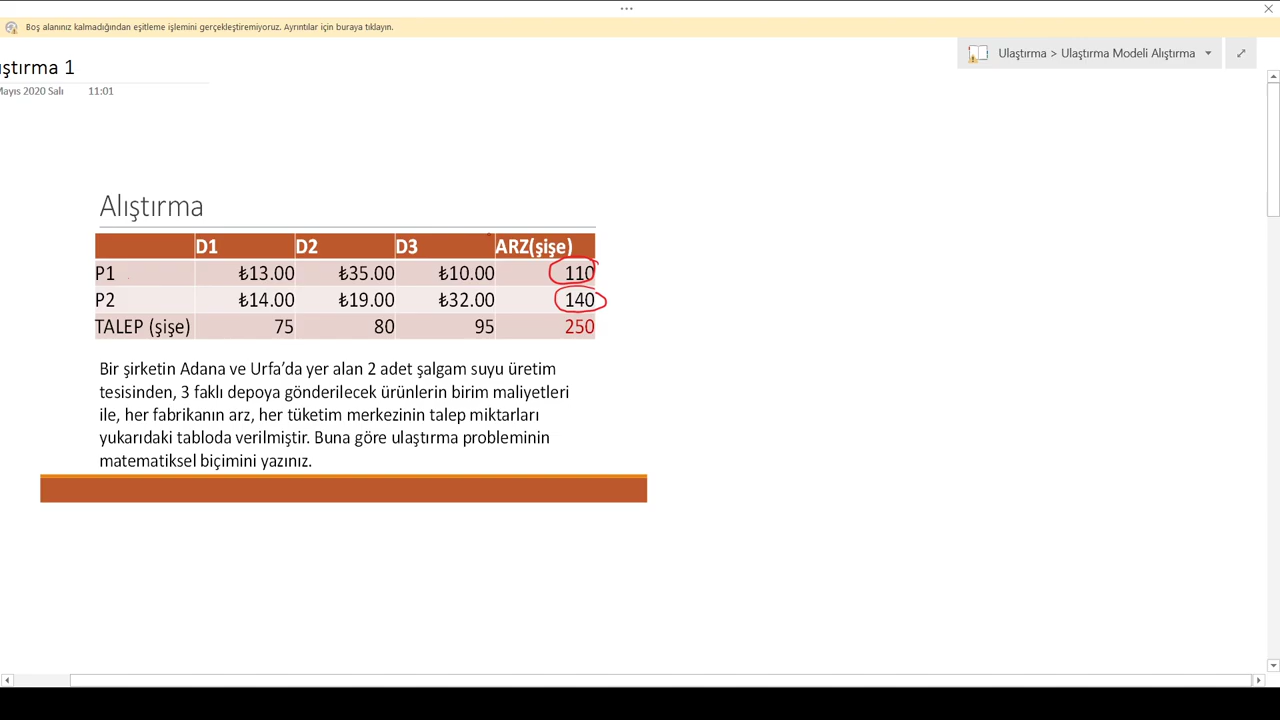 Boş alanınız kalmadığından eşitleme işlemini gerçekleştiremiyoruz. Ayrıntılar için buraya tıklayın.
Ulaştırma > Ulaştırma Modeli Alıştırma
ıştırma 1
Mayıs 2020 Salı 11:01
Alıştırma
D1 D2 D3 ARZ(şişe)
P1 ₺13.00 ₺35.00 ₺10.00 110
P2 ₺14.00 ₺19.00 ₺32.00 140
TALEP (şişe) 75 80 95 250
Bir şirketin Adana ve Urfa’da yer alan 2 adet şalgam suyu üretim
tesisinden, 3 faklı depoya gönderilecek ürünlerin birim maliyetleri
ile, her fabrikanın arz, her tüketim merkezinin talep miktarları
yukarıdaki tabloda verilmiştir. Buna göre ulaştırma probleminin
matematiksel biçimini yazınız.